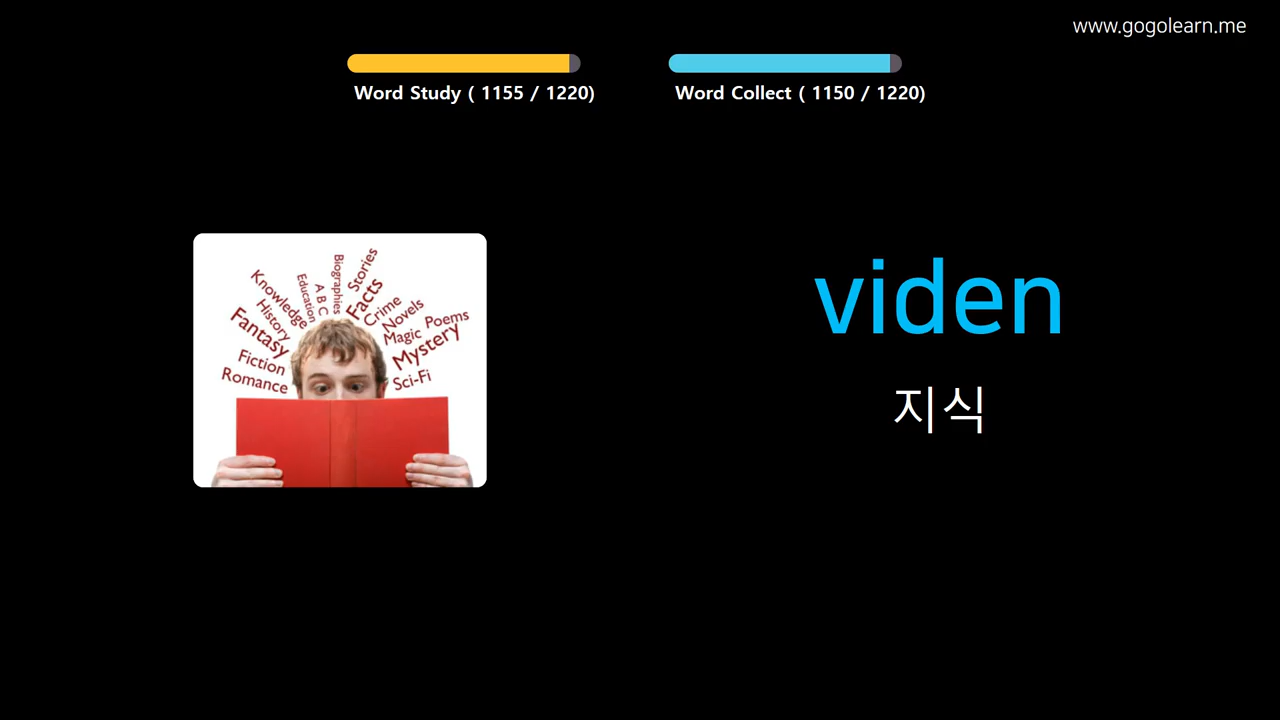 www.gogolearn.me
Word Study ( 1155 / 1220)
Word Collect ( 1150 / 1220)
viden
지식
Knowledge
History
Fantasy
Fiction
Romance
Education
A B C
Biographies
Stories
Facts
Crime
Novels
Magic
Poems
Mystery
Sci-Fi